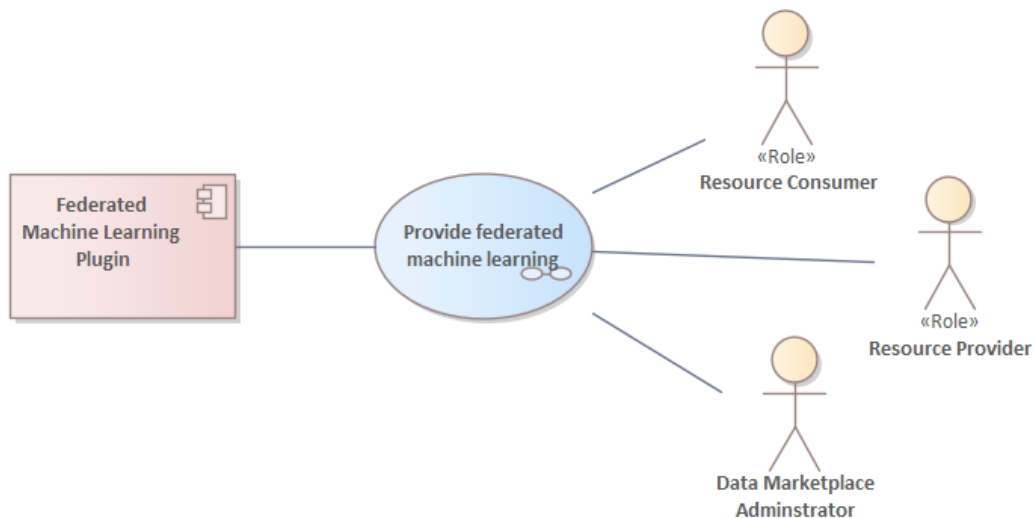 «Role»
Resource Consumer
Federated
Machine Learning
Plugin
Provide federated
machine learning
«Role»
Resource Provider
Data Marketplace
Adminstrator